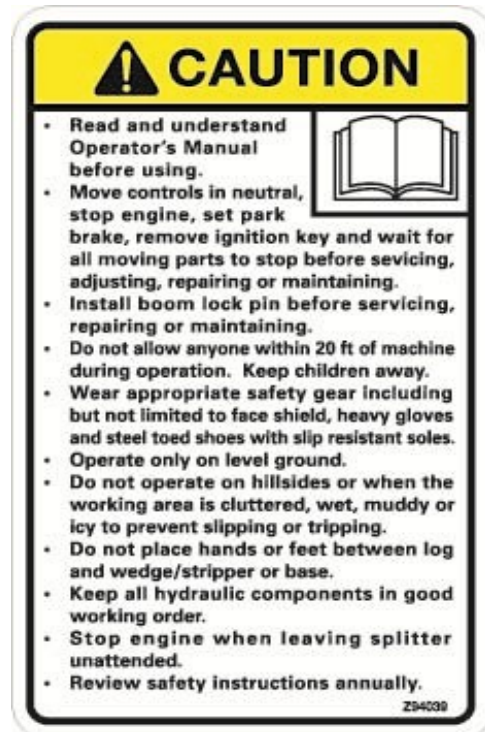 CAUTION
• Read and understand
Operator's Manual
before using.
• Move controls in neutral,
stop engine, set park
brake, remove ignition key and wait for
all moving parts to stop before sevicing,
adjusting, repairing or maintaining.
• Install boom lock pin before servicing,
repairing or maintaining.
• Do not allow anyone within 20 ft of machine
during operation. Keep children away.
• Wear appropriate safety gear including
but not limited to face shield, heavy gloves
and steel toed shoes with slip resistant soles.
• Operate only on level ground.
• Do not operate on hillsides or when the
working area is cluttered, wet, muddy or
icy to prevent slipping or tripping.
• Do not place hands or feet between log
and wedge/stripper or base.
• Keep all hydraulic components in good
working order.
• Stop engine when leaving splitter
unattended.
• Review safety instructions annually.
Z94039